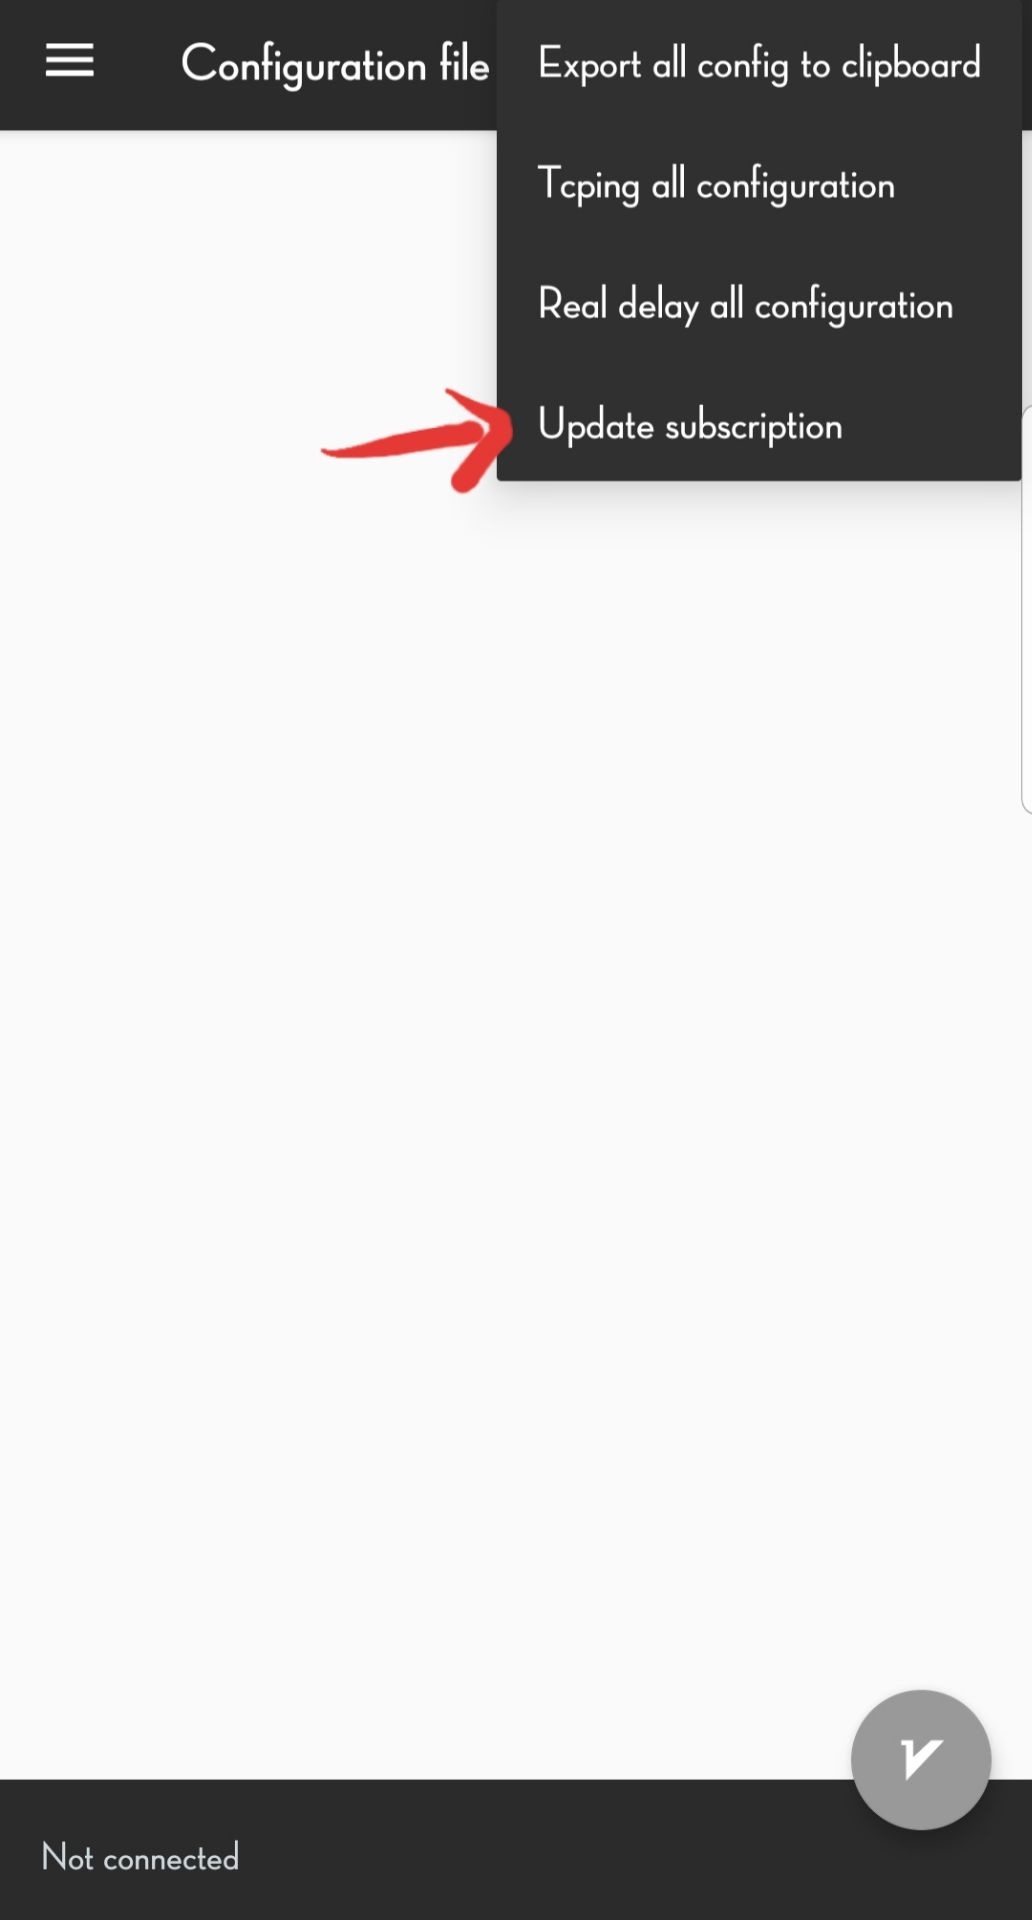 Configuration file
Export all config to clipboard
Tcping all configuration
Real delay all configuration
Update subscription
Not connected